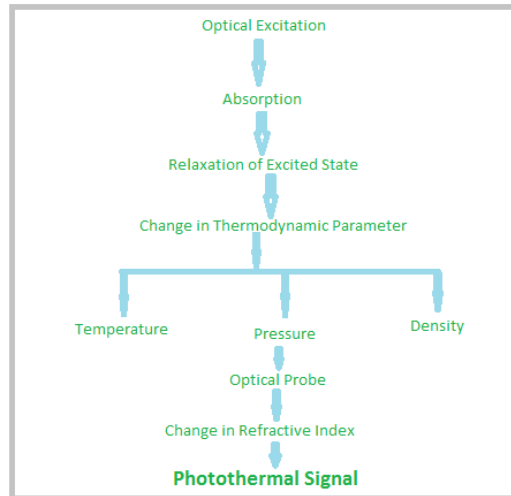 Optical Excitation
Absorption
Relaxation of Excited State
Change in Thermodynamic Parameter
Temperature
Pressure
Density
Optical Probe
Change in Refractive Index
Photothermal Signal